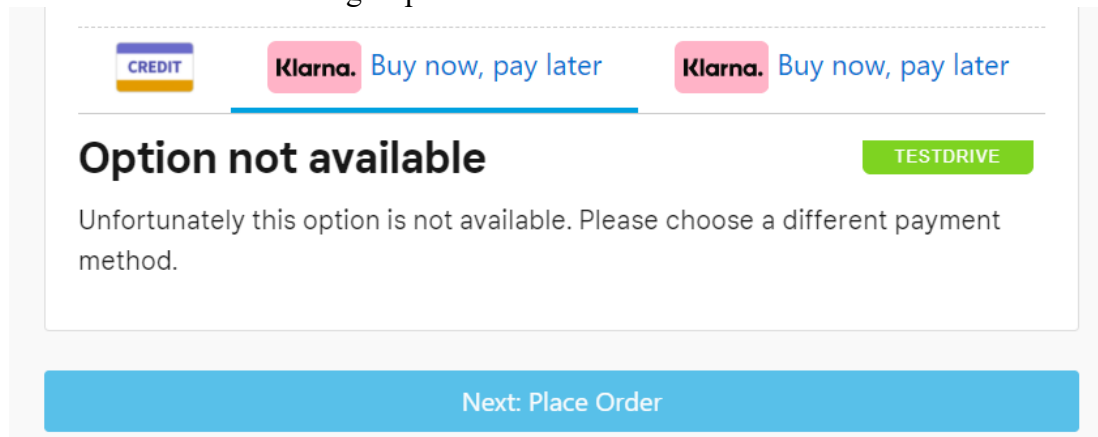 CREDIT Klarna. Buy now, pay later Klarna. Buy now, pay later
Option not available TESTDRIVE
Unfortunately this option is not available. Please choose a different payment
method.
Next: Place Order